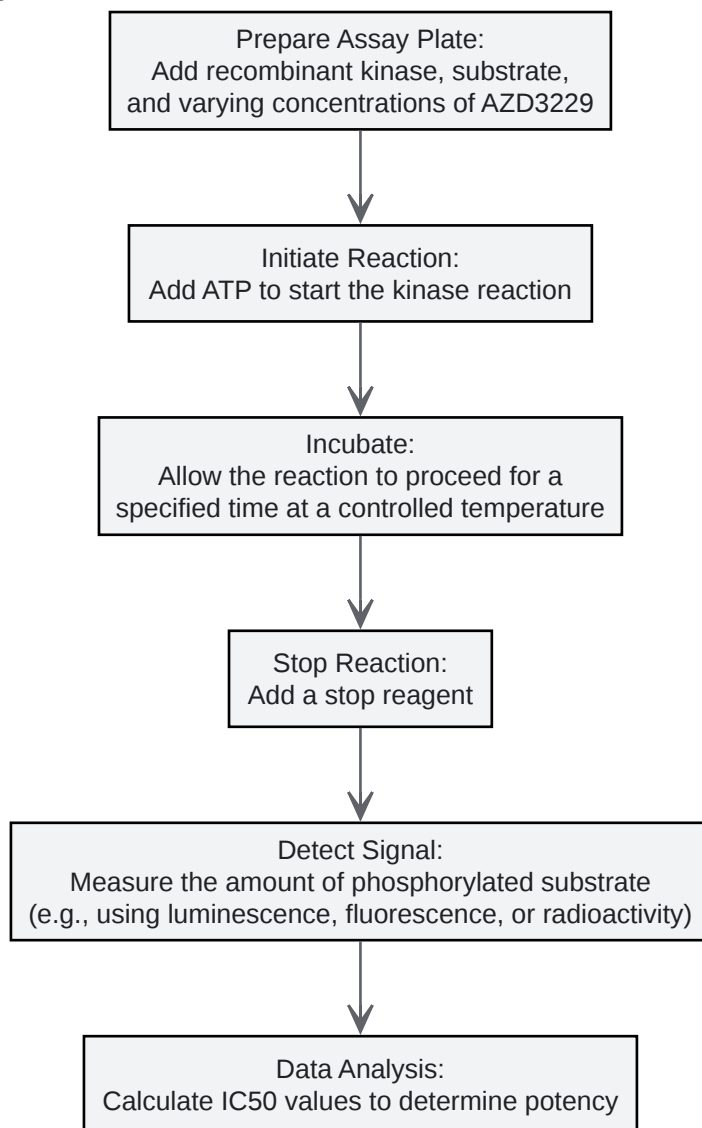 Prepare Assay Plate:
Add recombinant kinase, substrate,
and varying concentrations of AZD3229
Initiate Reaction:
Add ATP to start the kinase reaction
Incubate:
Allow the reaction to proceed for a
specified time at a controlled temperature
Stop Reaction:
Add a stop reagent
Detect Signal:
Measure the amount of phosphorylated substrate
(e.g., using luminescence, fluorescence, or radioactivity)
Data Analysis:
Calculate IC50 values to determine potency